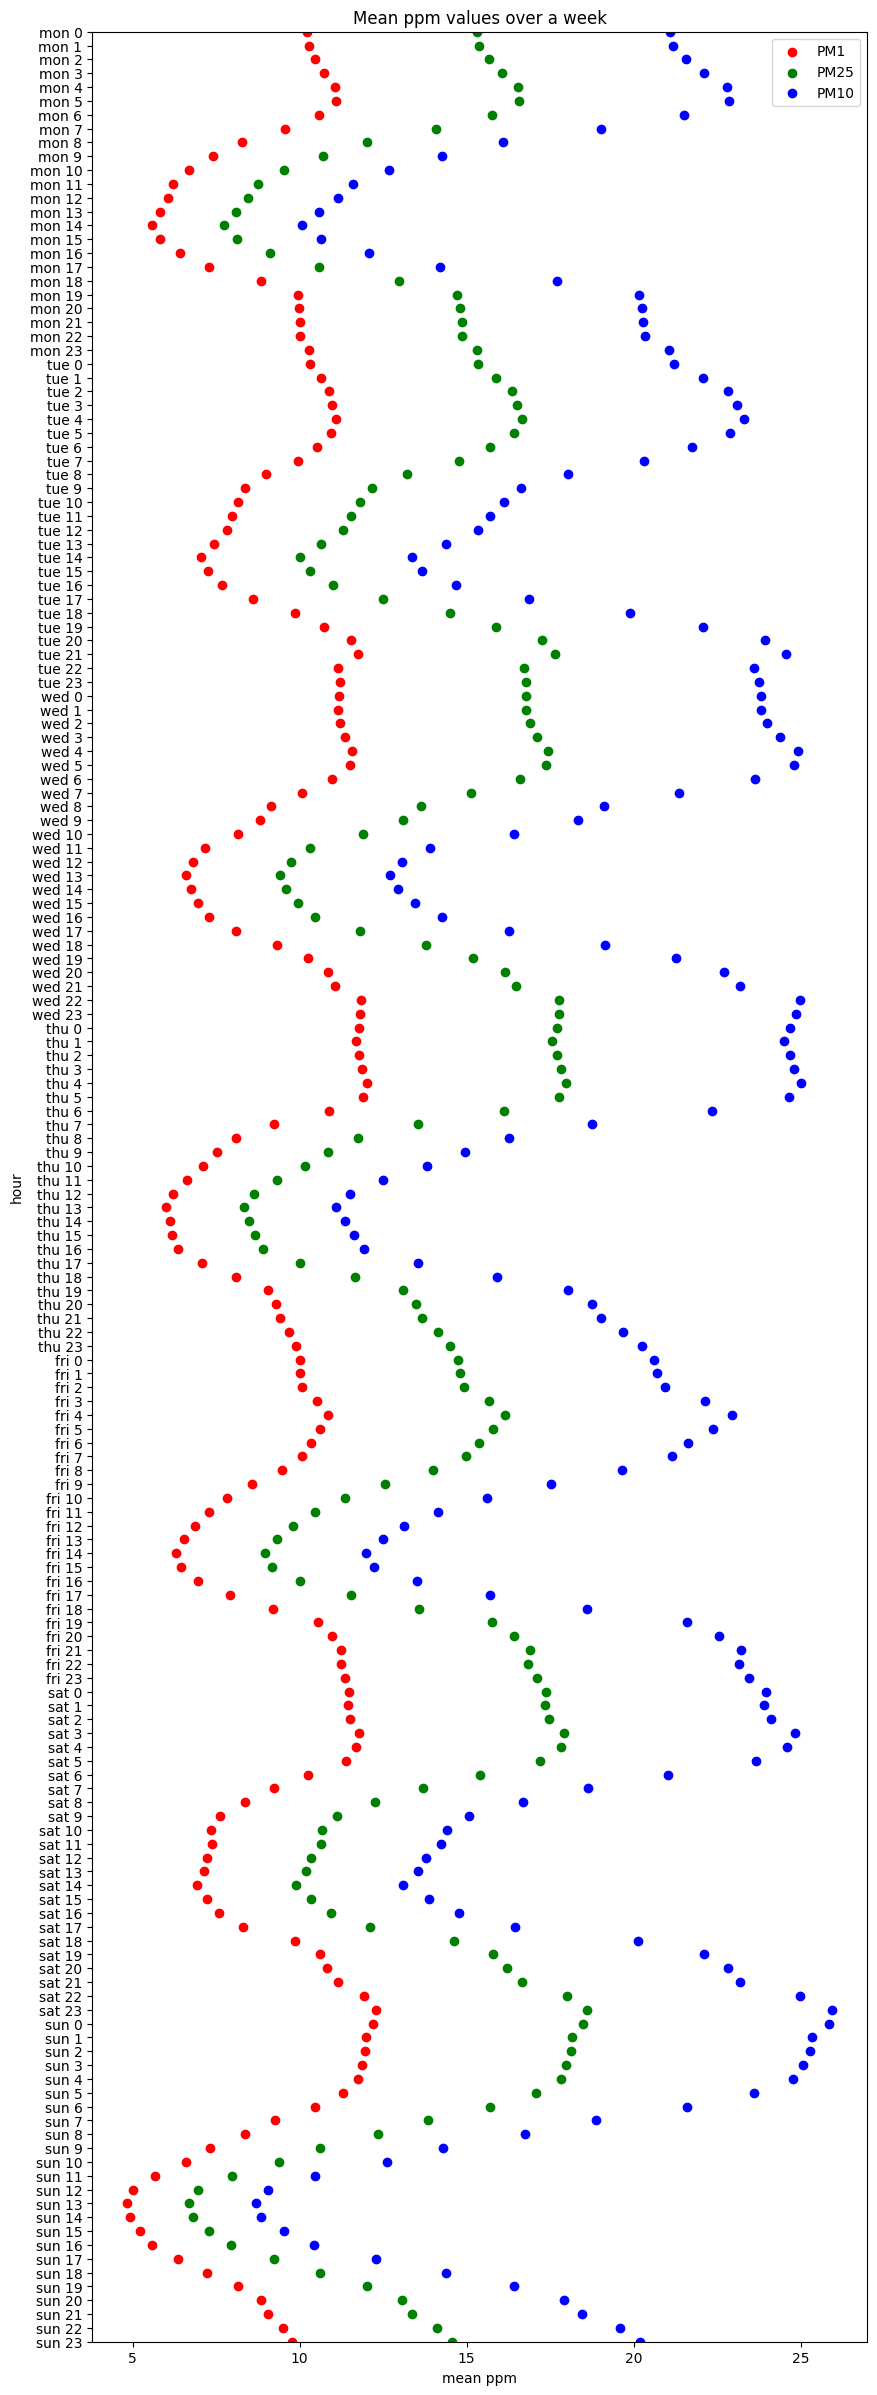 Mean ppm values over a week
PM1
PM25
PM10
mon 0
mon 1
mon 2
mon 3
mon 4
mon 5
mon 6
mon 7
mon 8
mon 9
mon 10
mon 11
mon 12
mon 13
mon 14
mon 15
mon 16
mon 17
mon 18
mon 19
mon 20
mon 21
mon 22
mon 23
tue 0
tue 1
tue 2
tue 3
tue 4
tue 5
tue 6
tue 7
tue 8
tue 9
tue 10
tue 11
tue 12
tue 13
tue 14
tue 15
tue 16
tue 17
tue 18
tue 19
tue 20
tue 21
tue 22
tue 23
wed 0
wed 1
wed 2
wed 3
wed 4
wed 5
wed 6
wed 7
wed 8
wed 9
wed 10
wed 11
wed 12
wed 13
wed 14
wed 15
wed 16
wed 17
wed 18
wed 19
wed 20
wed 21
wed 22
wed 23
thu 0
thu 1
thu 2
thu 3
thu 4
thu 5
thu 6
thu 7
thu 8
thu 9
thu 10
thu 11
thu 12
thu 13
thu 14
thu 15
thu 16
thu 17
thu 18
thu 19
thu 20
thu 21
thu 22
thu 23
fri 0
fri 1
fri 2
fri 3
fri 4
fri 5
fri 6
fri 7
fri 8
fri 9
fri 10
fri 11
fri 12
fri 13
fri 14
fri 15
fri 16
fri 17
fri 18
fri 19
fri 20
fri 21
fri 22
fri 23
sat 0
sat 1
sat 2
sat 3
sat 4
sat 5
sat 6
sat 7
sat 8
sat 9
sat 10
sat 11
sat 12
sat 13
sat 14
sat 15
sat 16
sat 17
sat 18
sat 19
sat 20
sat 21
sat 22
sat 23
sun 0
sun 1
sun 2
sun 3
sun 4
sun 5
sun 6
sun 7
sun 8
sun 9
sun 10
sun 11
sun 12
sun 13
sun 14
sun 15
sun 16
sun 17
sun 18
sun 19
sun 20
sun 21
sun 22
sun 23
hour
5 10 15 20 25
mean ppm